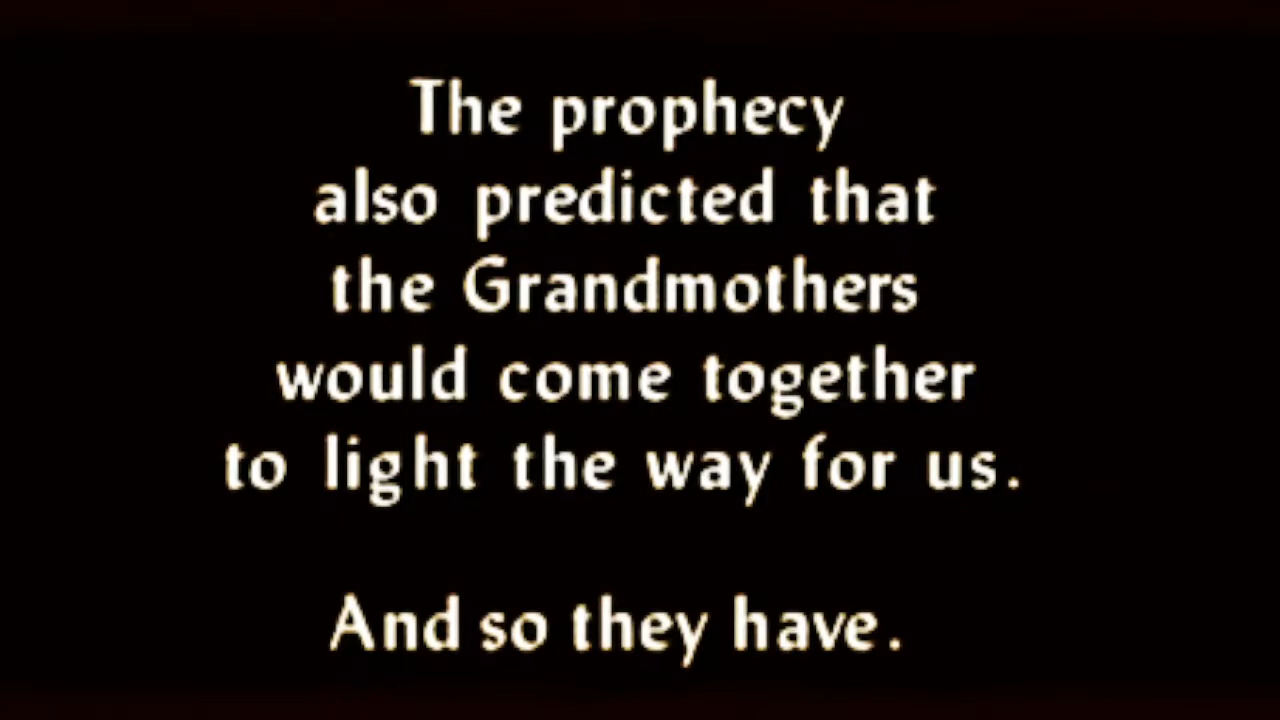 The prophecy
also predicted that
the Grandmothers
would come together
to light the way for us.
And so they have.